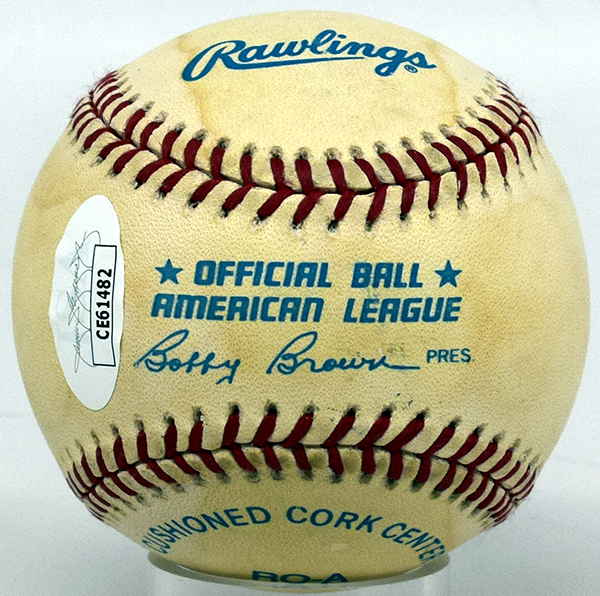 Rawlings®
★ OFFICIAL BALL ★
AMERICAN LEAGUE
Bobby Brown PRES.
CE61482
CUSHIONED CORK CENTER
RO-A